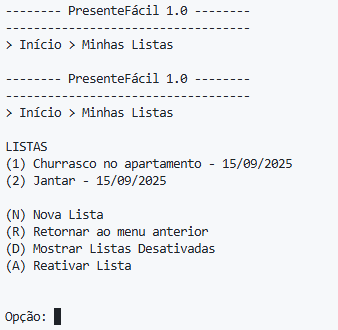 -------- PresenteFácil 1.0 --------
-----------------------------------
> Início > Minhas Listas
-------- PresenteFácil 1.0 --------
-----------------------------------
> Início > Minhas Listas
LISTAS
(1) Churrasco no apartamento - 15/09/2025
(2) Jantar - 15/09/2025
(N) Nova Lista
(R) Retornar ao menu anterior
(D) Mostrar Listas Desativadas
(A) Reativar Lista
Opção: